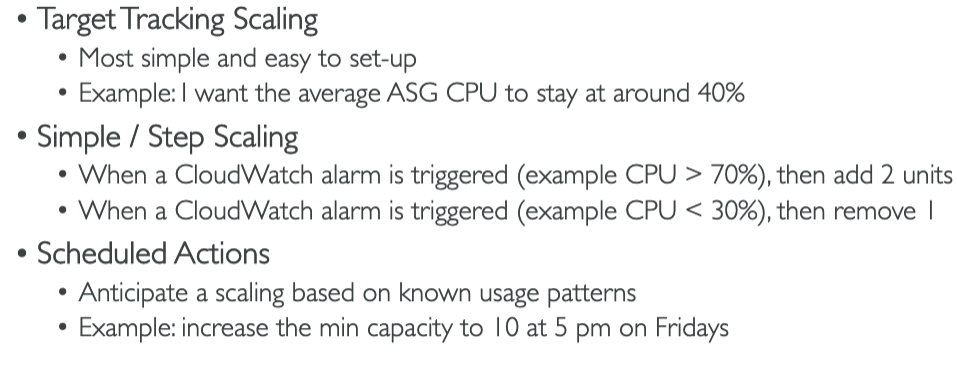 • Target Tracking Scaling
• Most simple and easy to set-up
• Example: I want the average ASG CPU to stay at around 40%
• Simple / Step Scaling
• When a CloudWatch alarm is triggered (example CPU > 70%), then add 2 units
• When a CloudWatch alarm is triggered (example CPU < 30%), then remove 1
• Scheduled Actions
• Anticipate a scaling based on known usage patterns
• Example: increase the min capacity to 10 at 5 pm on Fridays